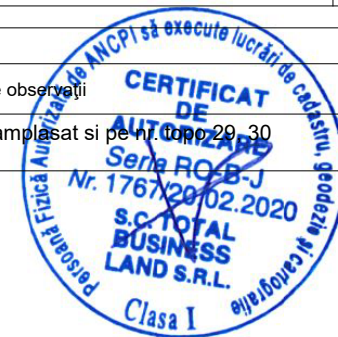 e observații
amplasat si pe nr. topo 29, 30
Persoană Fizică Autorizată de ANCPI să execute lucrări de cadastru, geodezie şi cartografie
CERTIFICAT
DE
AUTORIZARE
Seria RO-B-J
Nr. 1767/20.02.2020
S.C. TOTAL
BUSINESS
LAND S.R.L.
Clasa I